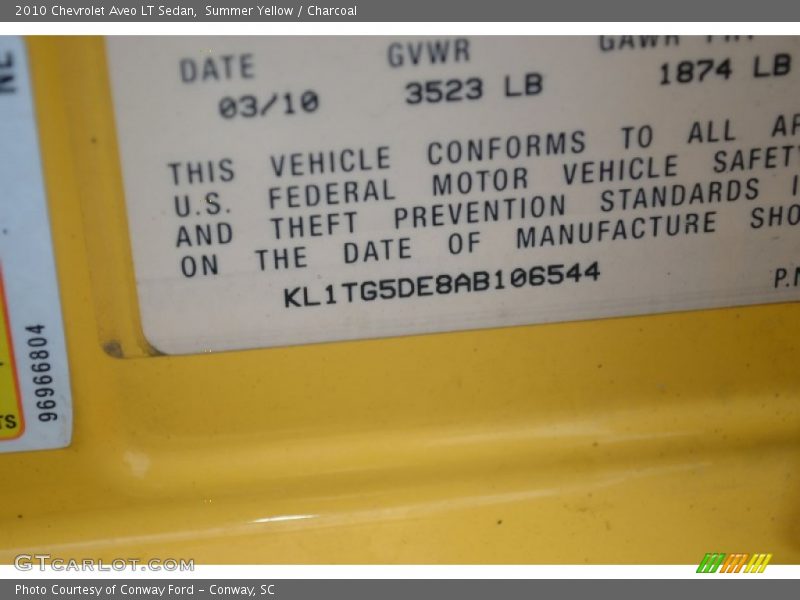 2010 Chevrolet Aveo LT Sedan, Summer Yellow / Charcoal
DATE GVWR
03/10 3523 LB 1874 LB
THIS VEHICLE CONFORMS TO ALL
U.S. FEDERAL MOTOR VEHICLE
AND THEFT PREVENTION STANDARDS
ON THE DATE OF MANUFACTURE
KL1TG5DE8AB106544
96966804
GTCARLOT.COM
Photo Courtesy of Conway Ford - Conway, SC